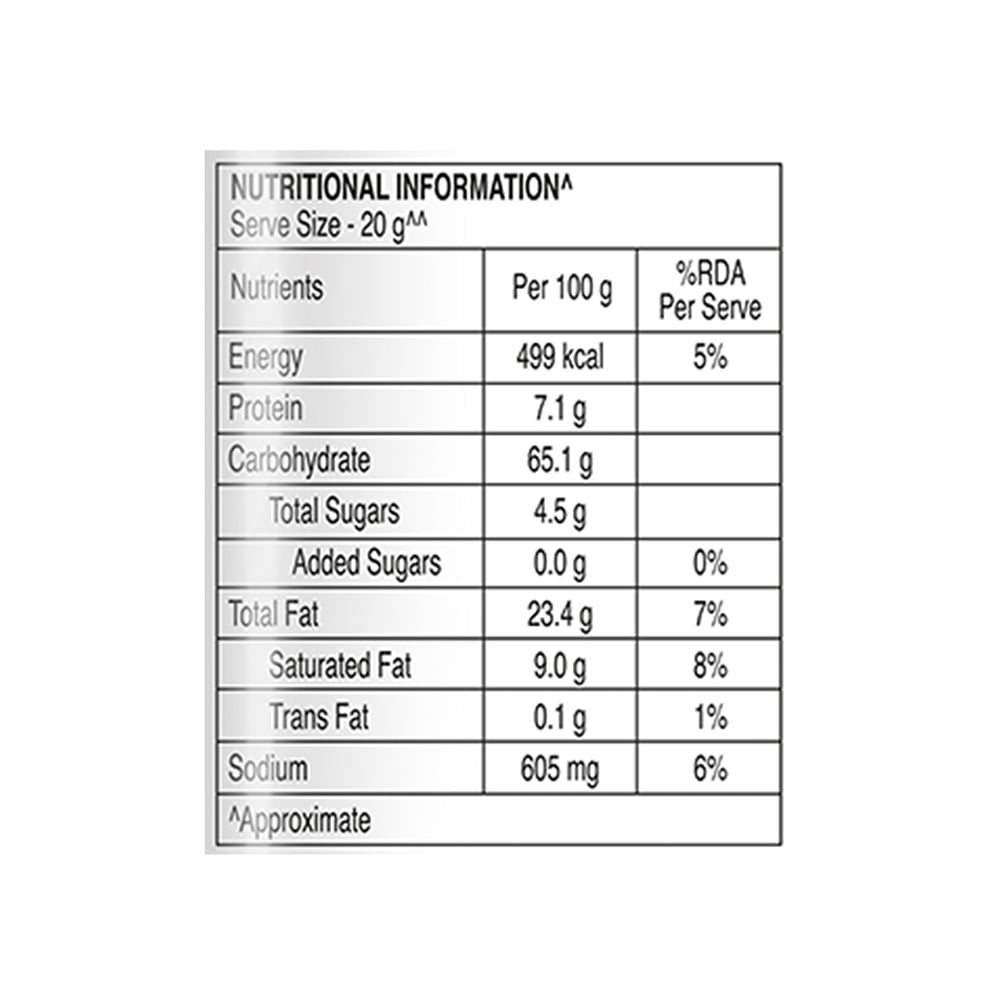 NUTRITIONAL INFORMATION^
Serve Size - 20 g^^
Nutrients Per 100 g %RDA Per Serve
Energy 499 kcal 5%
Protein 7.1 g
Carbohydrate 65.1 g
Total Sugars 4.5 g
Added Sugars 0.0 g 0%
Total Fat 23.4 g 7%
Saturated Fat 9.0 g 8%
Trans Fat 0.1 g 1%
Sodium 605 mg 6%
^Approximate